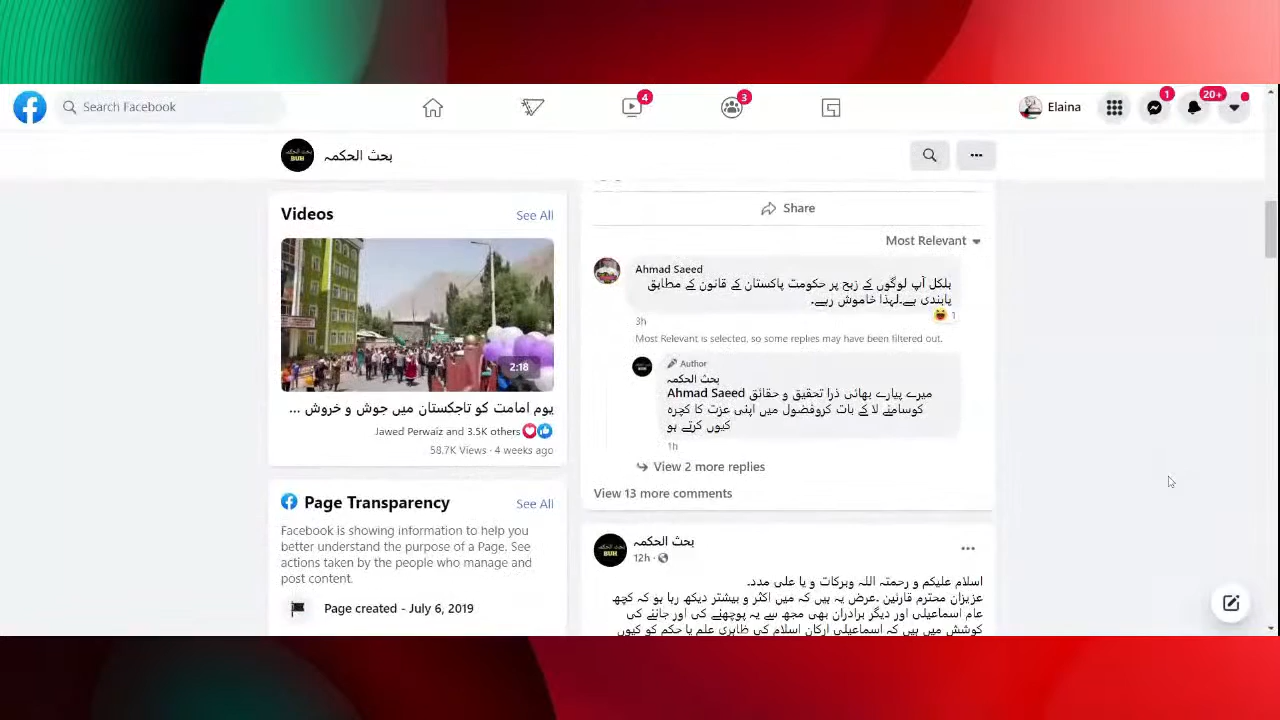 Search Facebook
4
3
Elaina
1
20+
بحث الحكمہ
Videos
See All
2:18
یوم امامت کو تاجکستان میں جوش و خروش ...
Jawed Perwaiz and 3.5K others
58.7K Views · 4 weeks ago
Page Transparency
See All
Facebook is showing information to help you
better understand the purpose of a Page. See
actions taken by the people who manage and
post content.
Page created - July 6, 2019
Share
Most Relevant
Ahmad Saeed
بلکل آپ لوگوں کے زبح پر حکومت پاکستان کے قانون کے مطابق
پابندی ہے۔لہذا خاموش رہے۔
1
3h
Most Relevant is selected, so some replies may have been filtered out.
Author
بحث الحكمہ
Ahmad Saeed میرے پیارے بھائی ذرا تحقیق و حقائق
کوسامنے لا کے بات کروفضول میں اپنی عزت کا کچرہ
کیوں کرتے ہو
1h
View 2 more replies
View 13 more comments
بحث الحكمہ
12h ·
اسلام علیکم و رحمتہ اللہ وبرکات و یا علی مدد۔
عزیزان محترم قارئین ۔عرض یہ ہیں کہ میں اکثر و بیشتر دیکھ رہا ہو کہ کچھ
عام اسماعیلی اور دیگر برادران بھی مجھ سے یہ پوچھنے کی اور جاننے کی
کوشش میں ہیں کہ اسماعیلی ارکان اسلام کی ظاہری علم یا حکم کو کیوں